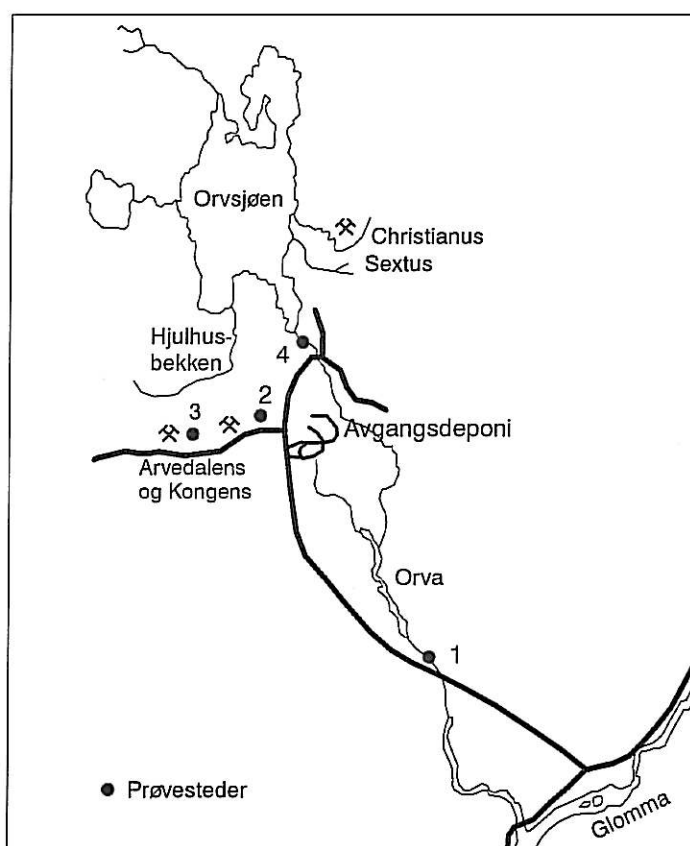 Orvsjøen
Christianus
Sextus
Hjulhus-
bekken
4
3
2
Avgangsdeponi
Arvedalens
og Kongens
Orva
1
Prøvesteder
Glomma